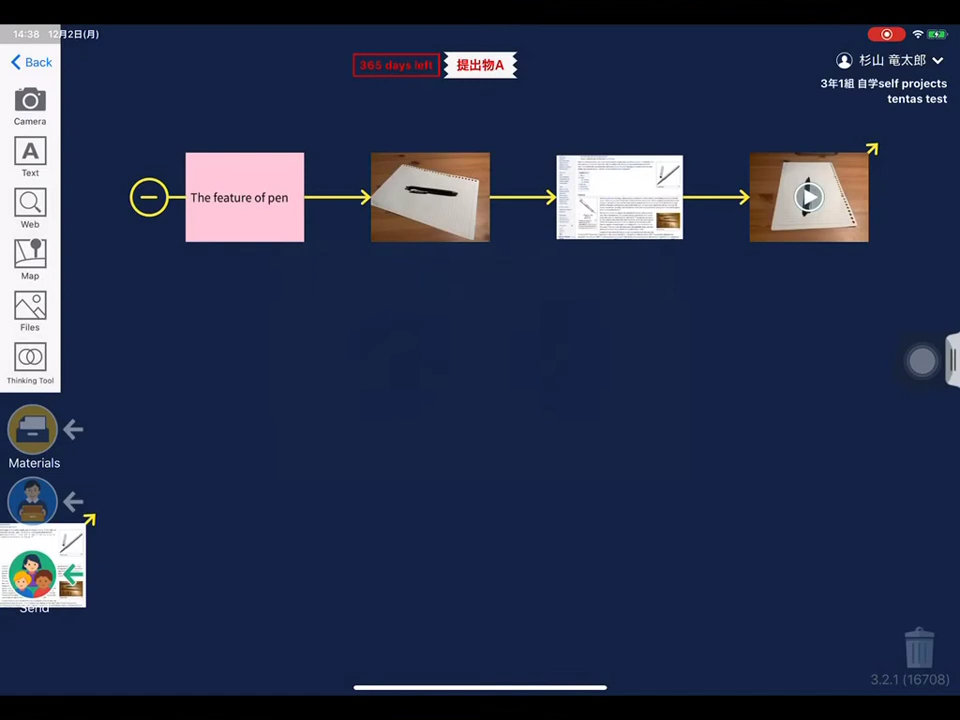 14:38 12月2日(月)
Back
365 days left
提出物A
杉山 竜太郎
3年1組 自学self projects
tentas test
Camera
Text
Web
Map
Files
Thinking Tool
The feature of pen
Materials
Send
3.2.1 (16708)